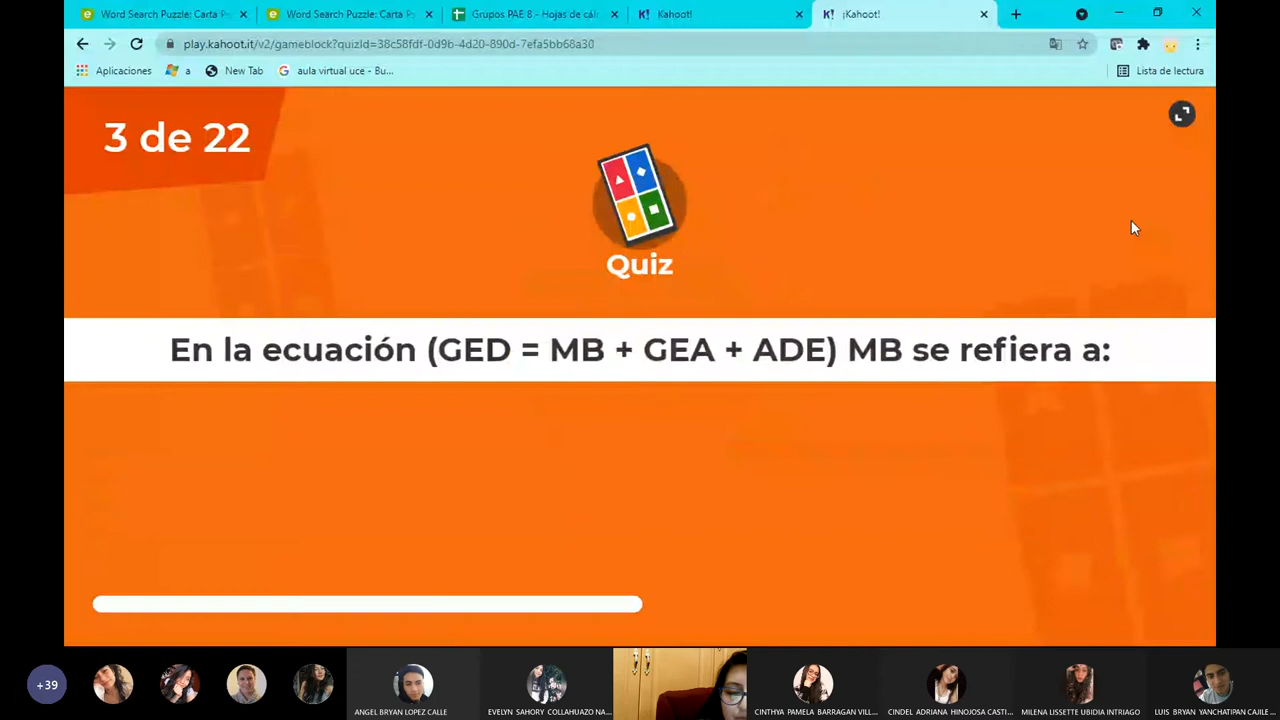 Word Search Puzzle: Carta P
Word Search Puzzle: Carta P
Grupos PAE 8 - Hojas de cál
Kahoot!
¡Kahoot!
play.kahoot.it/v2/gameblock?quizId=38c58fdf-0d9b-4d20-890d-7efa5bb68a30
Aplicaciones
a
New Tab
aula virtual uce - Bu...
Lista de lectura
3 de 22
Quiz
En la ecuación (GED = MB + GEA + ADE) MB se refiera a:
+39
ANGEL BRYAN LOPEZ CALLE
EVELYN SAHORY COLLAHUAZO NA...
CINTHYA PAMELA BARRAGAN VILL...
CINDEL ADRIANA HINOJOSA CASTI...
MILENA LISSETTE UBIDIA INTRIAGO
LUIS BRYAN YANCHATIPAN CAJILE...